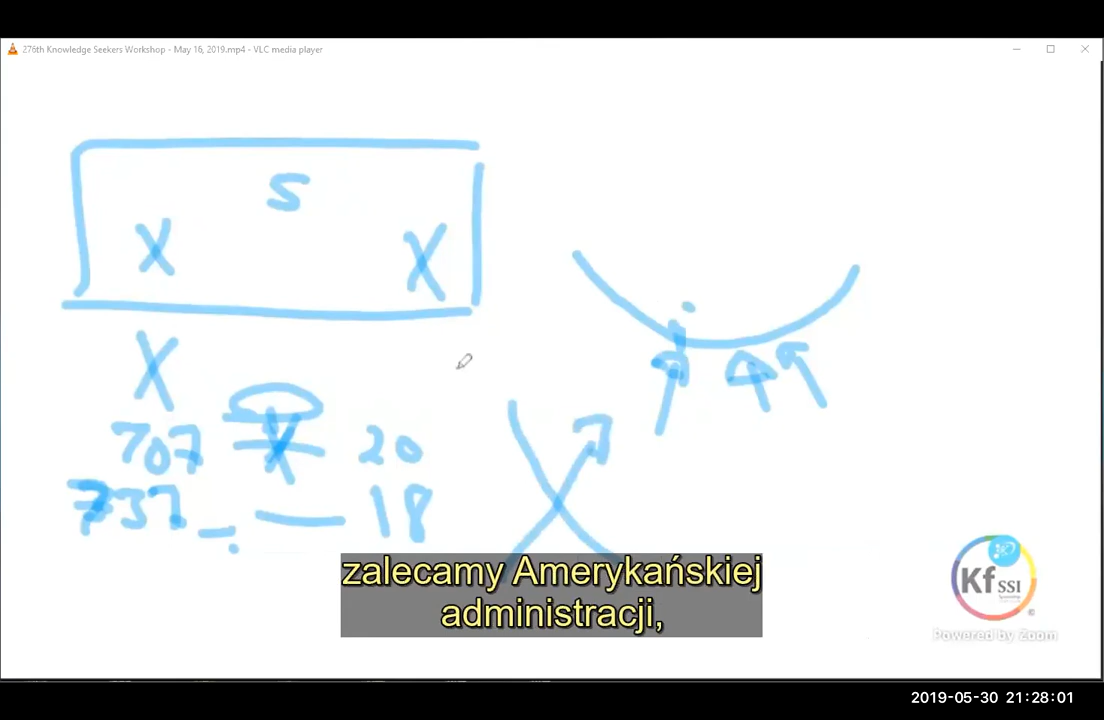 276th Knowledge Seekers Workshop - May 16, 2019.mp4 - VLC media player
S
X X
X
707 X 20
737 18
X
zalecamy Amerykańskiej
administracji,
Kf SSI
Powered by Zoom
2019-05-30 21:28:01